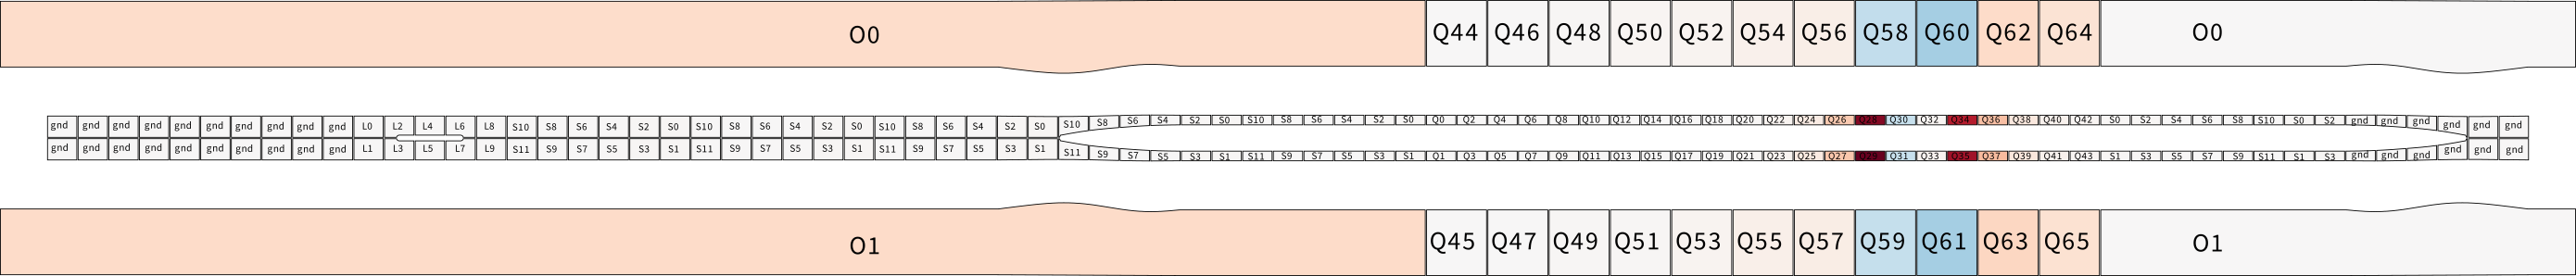 O0 Q44 Q46 Q48 Q50 Q52 Q54 Q56 Q58 Q60 Q62 Q64 O0
gnd gnd gnd gnd gnd gnd gnd gnd gnd gnd L0 L2 L4 L6 L8 S10 S8 S6 S4 S2 S0 S10 S8 S6 S4 S2 S0 S10 S8 S6 S4 S2 S0 S10 S8 S6 S4 S2 S0 S10 S8 S6 S4 S2 S0 Q0 Q2 Q4 Q6 Q8 Q10 Q12 Q14 Q16 Q18 Q20 Q22 Q24 Q26 Q28 Q30 Q32 Q34 Q36 Q38 Q40 Q42 S0 S2 S4 S6 S8 S10 S0 S2 gnd gnd gnd gnd gnd gnd
gnd gnd gnd gnd gnd gnd gnd gnd gnd gnd L1 L3 L5 L7 L9 S11 S9 S7 S5 S3 S1 S11 S9 S7 S5 S3 S1 S11 S9 S7 S5 S3 S1 S11 S9 S7 S5 S3 S1 S11 S9 S7 S5 S3 S1 Q1 Q3 Q5 Q7 Q9 Q11 Q13 Q15 Q17 Q19 Q21 Q23 Q25 Q27 Q29 Q31 Q33 Q35 Q37 Q39 Q41 Q43 S1 S3 S5 S7 S9 S11 S1 S3 gnd gnd gnd gnd gnd gnd
O1 Q45 Q47 Q49 Q51 Q53 Q55 Q57 Q59 Q61 Q63 Q65 O1